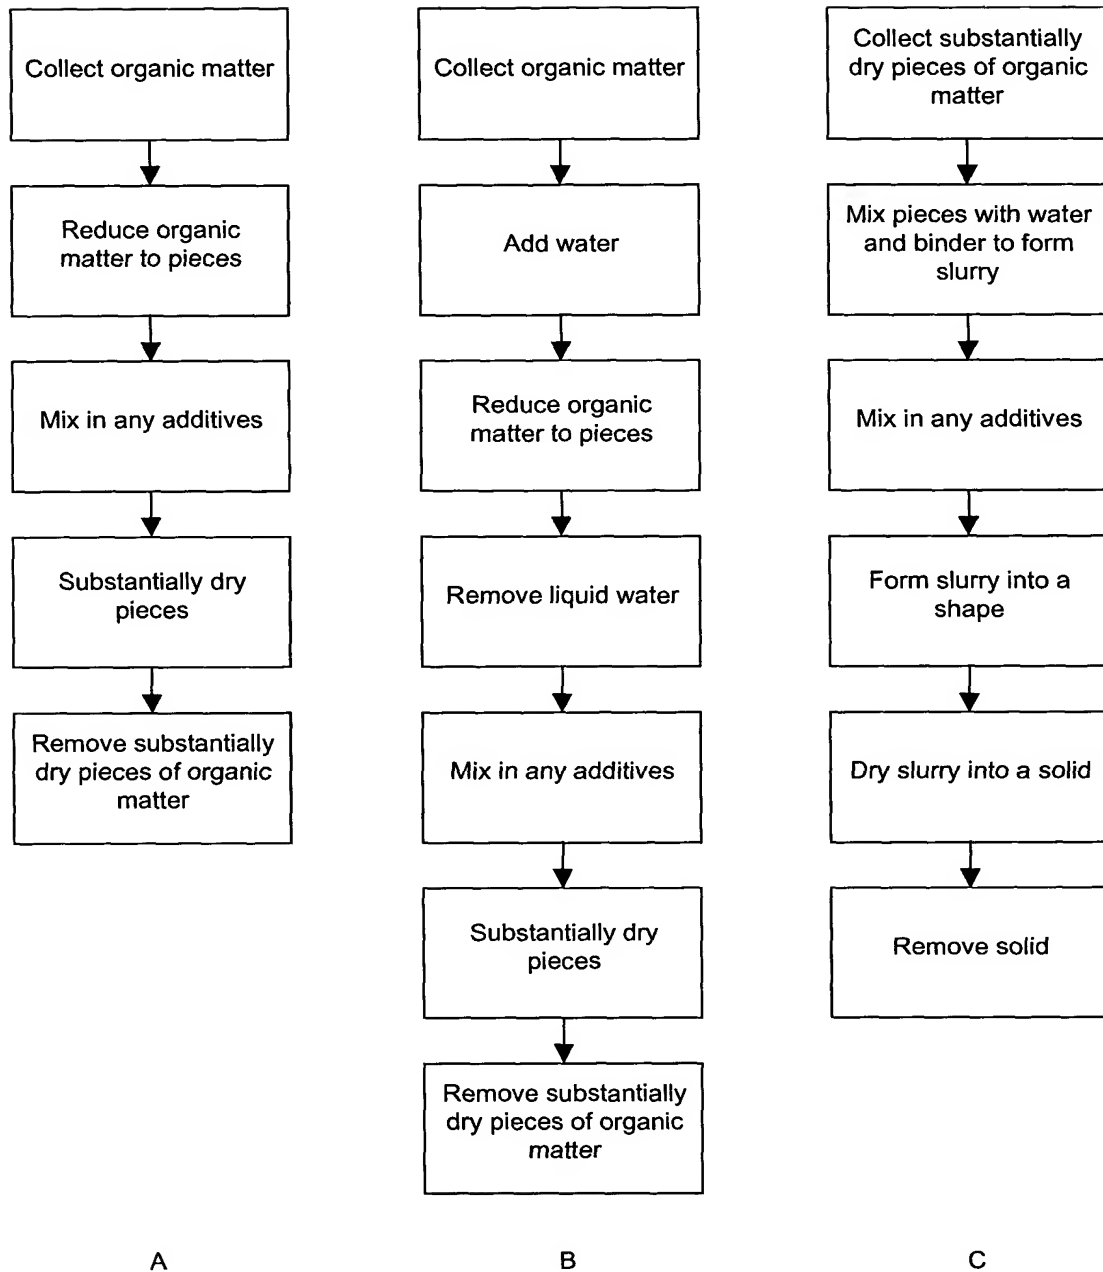 Collect organic matter
Reduce organic
matter to pieces
Mix in any additives
Substantially dry
pieces
Remove substantially
dry pieces of organic
matter
A
Collect organic matter
Add water
Reduce organic
matter to pieces
Remove liquid water
Mix in any additives
Substantially dry
pieces
Remove substantially
dry pieces of organic
matter
B
Collect substantially
dry pieces of organic
matter
Mix pieces with water
and binder to form
slurry
Mix in any additives
Form slurry into a
shape
Dry slurry into a solid
Remove solid
C